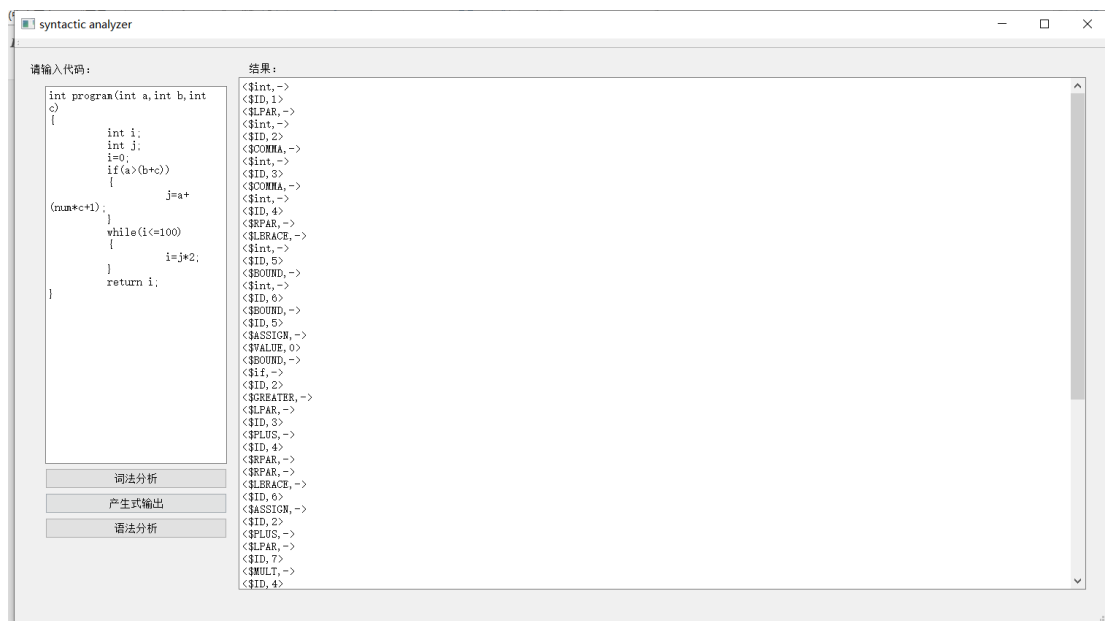 syntactic analyzer
请输入代码：
int program(int a,int b,int
c)
{
int i;
int j;
i=0;
if(a>(b+c))
{
j=a+
(num*c+1);
}
while(i<=100)
{
i=j*2;
}
return i;
}
词法分析
产生式输出
语法分析
结果：
<$int,->
<$ID,1>
<$LPAR,->
<$int,->
<$ID,2>
<$COMMA,->
<$int,->
<$ID,3>
<$COMMA,->
<$int,->
<$ID,4>
<$RPAR,->
<$LBRACE,->
<$int,->
<$ID,5>
<$BOUND,->
<$int,->
<$ID,6>
<$BOUND,->
<$ID,5>
<$ASSIGN,->
<$VALUE,0>
<$BOUND,->
<$if,->
<$ID,2>
<$GREATER,->
<$LPAR,->
<$ID,3>
<$PLUS,->
<$ID,4>
<$RPAR,->
<$RPAR,->
<$LBRACE,->
<$ID,6>
<$ASSIGN,->
<$ID,2>
<$PLUS,->
<$LPAR,->
<$ID,7>
<$MULT,->
<$ID,4>